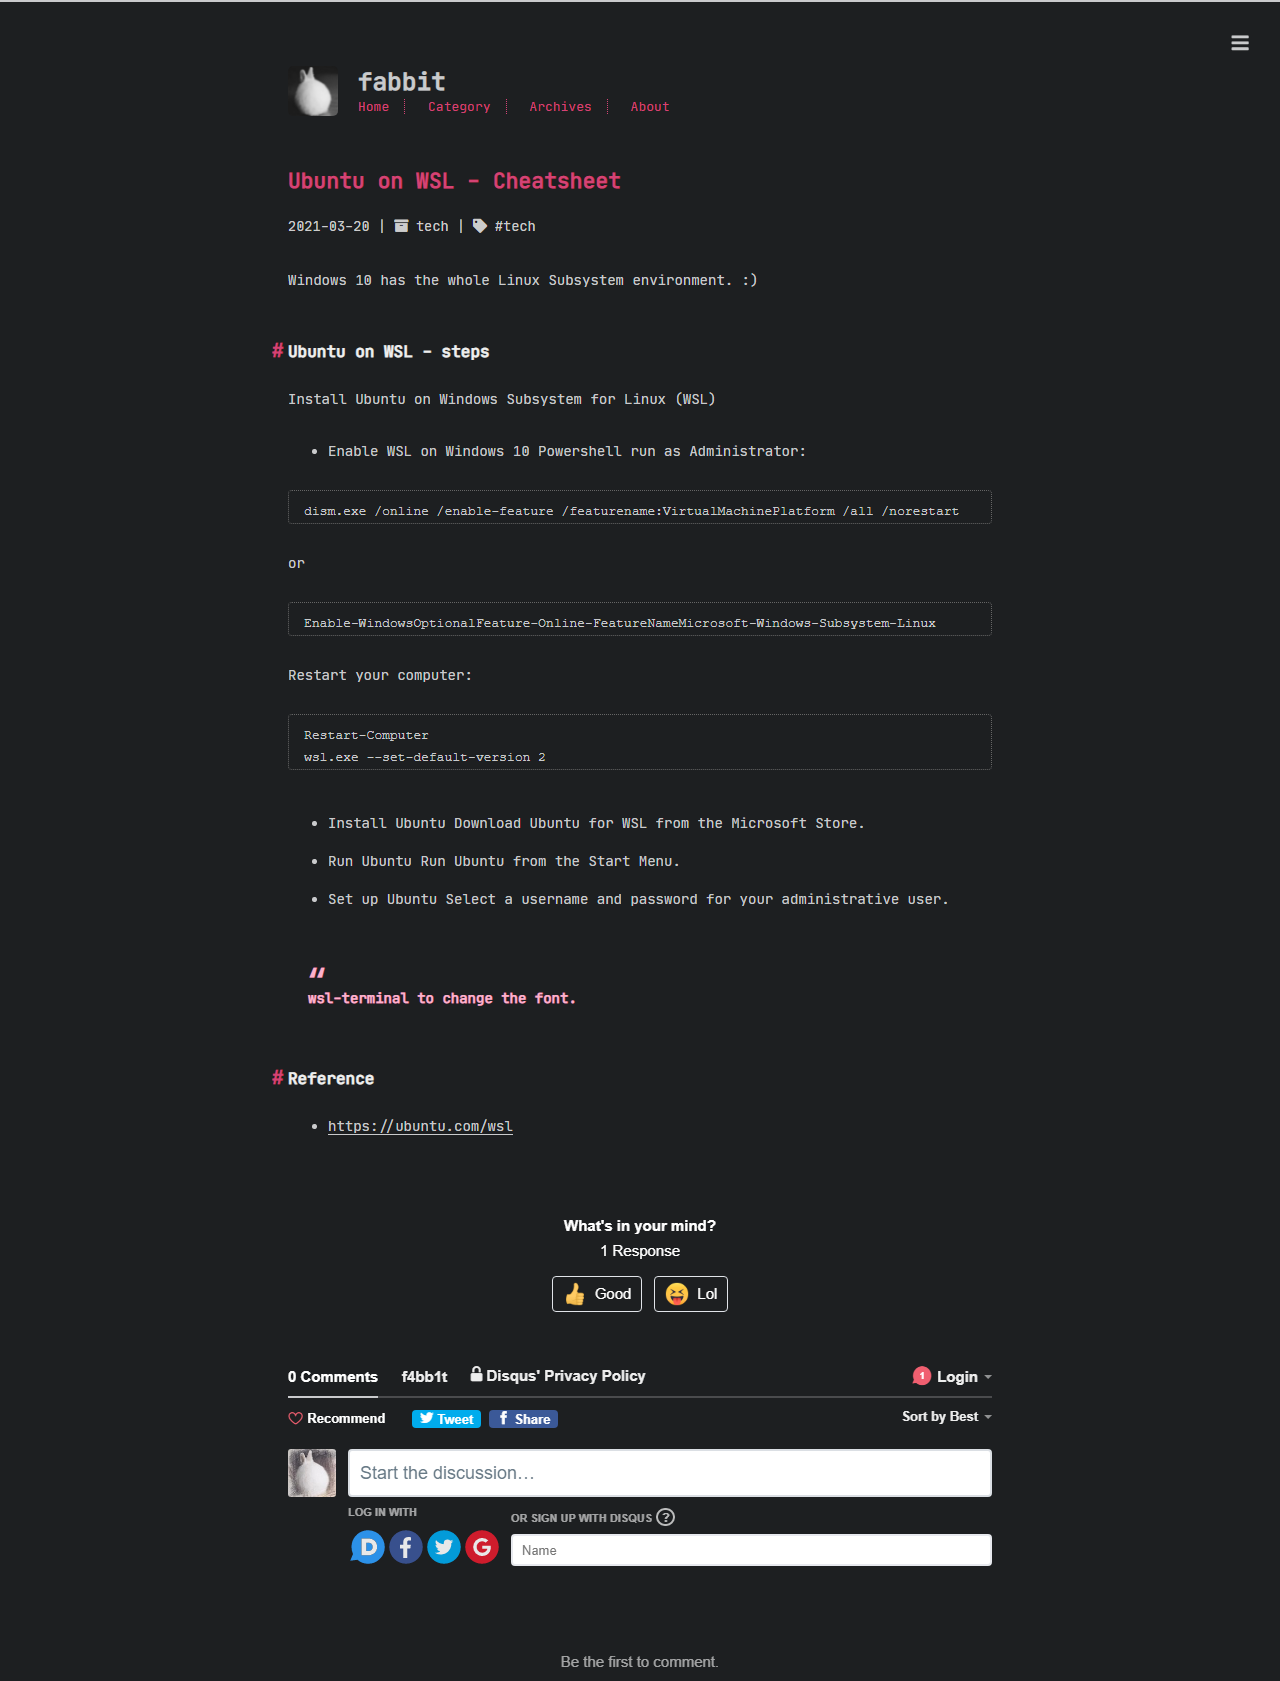 fabbit
Home Category Archives About
Ubuntu on WSL - Cheatsheet
2021-03-20 | tech | #tech
Windows 10 has the whole Linux Subsystem environment. :)
# Ubuntu on WSL - steps
Install Ubuntu on Windows Subsystem for Linux (WSL)
• Enable WSL on Windows 10 Powershell run as Administrator:
dism.exe /online /enable-feature /featurename:VirtualMachinePlatform /all /norestart
or
Enable-WindowsOptionalFeature-Online-FeatureNameMicrosoft-Windows-Subsystem-Linux
Restart your computer:
Restart-Computer
wsl.exe --set-default-version 2
• Install Ubuntu Download Ubuntu for WSL from the Microsoft Store.
• Run Ubuntu Run Ubuntu from the Start Menu.
• Set up Ubuntu Select a username and password for your administrative user.
“
wsl-terminal to change the font.
# Reference
• https://ubuntu.com/wsl
What's in your mind?
1 Response
Good Lol
0 Comments f4bb1t Disqus' Privacy Policy 1 Login
Recommend Tweet f Share Sort by Best
Start the discussion…
LOG IN WITH
OR SIGN UP WITH DISQUS ?
D f G
Name
Be the first to comment.